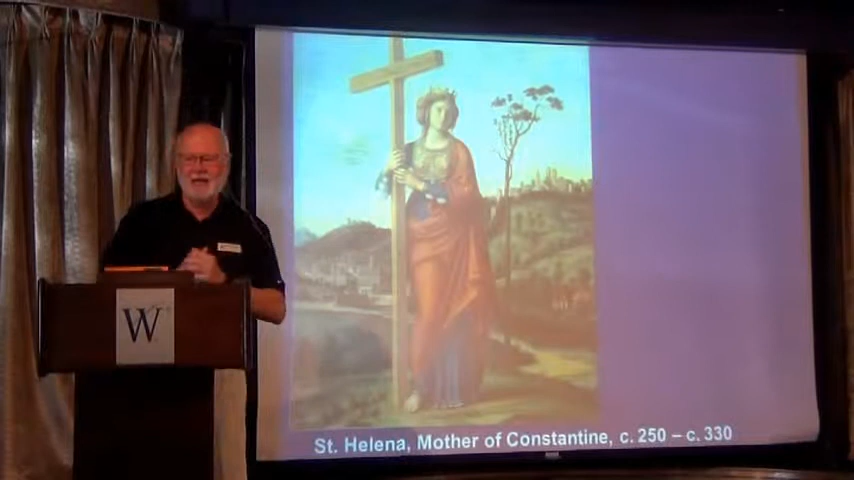 St. Helena, Mother of Constantine, c. 250 – c. 330
W